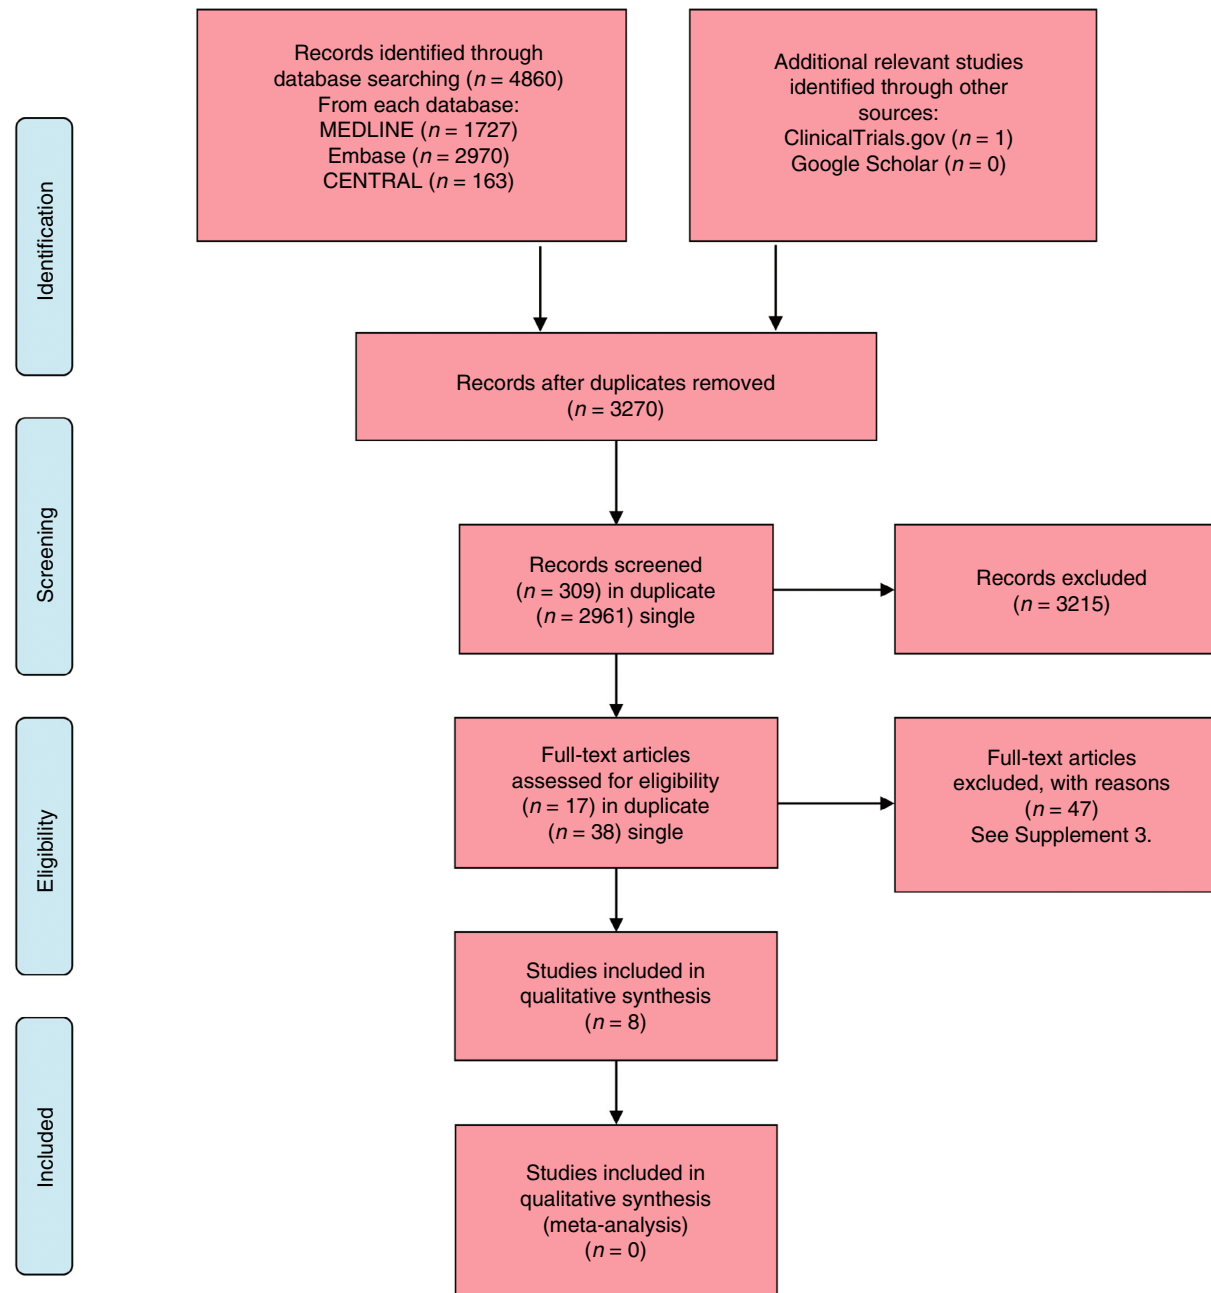 Records identified through
database searching (n = 4860)
From each database:
MEDLINE (n = 1727)
Embase (n = 2970)
CENTRAL (n = 163)
Additional relevant studies
identified through other
sources:
ClinicalTrials.gov (n = 1)
Google Scholar (n = 0)
Identification
Records after duplicates removed
(n = 3270)
Screening
Records screened
(n = 309) in duplicate
(n = 2961) single
Records excluded
(n = 3215)
Eligibility
Full-text articles
assessed for eligibility
(n = 17) in duplicate
(n = 38) single
Full-text articles
excluded, with reasons
(n = 47)
See Supplement 3.
Studies included in
qualitative synthesis
(n = 8)
Included
Studies included in
qualitative synthesis
(meta-analysis)
(n = 0)